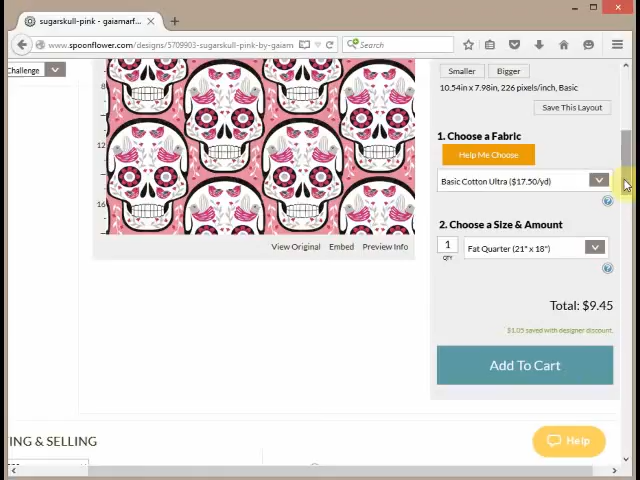 sugarskull-pink - gaiamarf...
www.spoonflower.com/designs/5709903-sugarskull-pink-by-gaiam
Search
Challenge
Smaller
Bigger
8
10.54in x 7.98in, 226 pixels/inch, Basic
Save This Layout
12
1. Choose a Fabric
Help Me Choose
Basic Cotton Ultra ($17.50/yd)
16
2. Choose a Size & Amount
View Original Embed Preview Info
1
QTY
Fat Quarter (21" x 18")
Total: $9.45
$1.05 saved with designer discount.
Add To Cart
ING & SELLING
Help